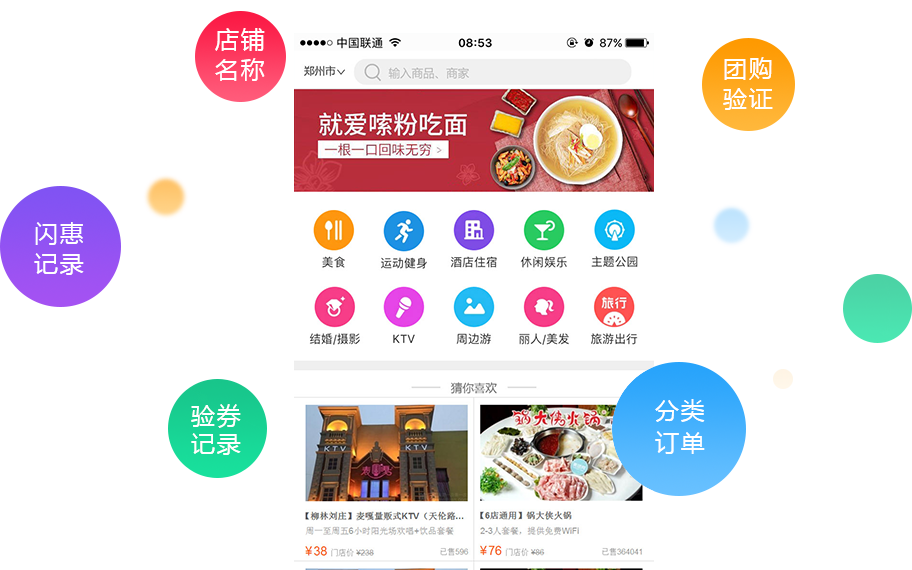 店铺
名称
团购
验证
闪惠
记录
验券
记录
分类
订单
中国联通
08:53
87%
郑州市
输入商品、商家
就爱嗦粉吃面
一根一口回味无穷 >
美食
运动健身
酒店住宿
休闲娱乐
主题公园
旅行
结婚/摄影
KTV
周边游
丽人/美发
旅游出行
猜你喜欢
KTV
KTV
锅大侠火锅
【柳林刘庄】麦嘎量贩式KTV（天伦路...
周一至周五6小时阳光场欢唱+饮品套餐
¥38 门店价 ¥238 已售596
【6店通用】锅大侠火锅
2-3人套餐，提供免费WiFi
¥76 门店价 ¥86 已售364041